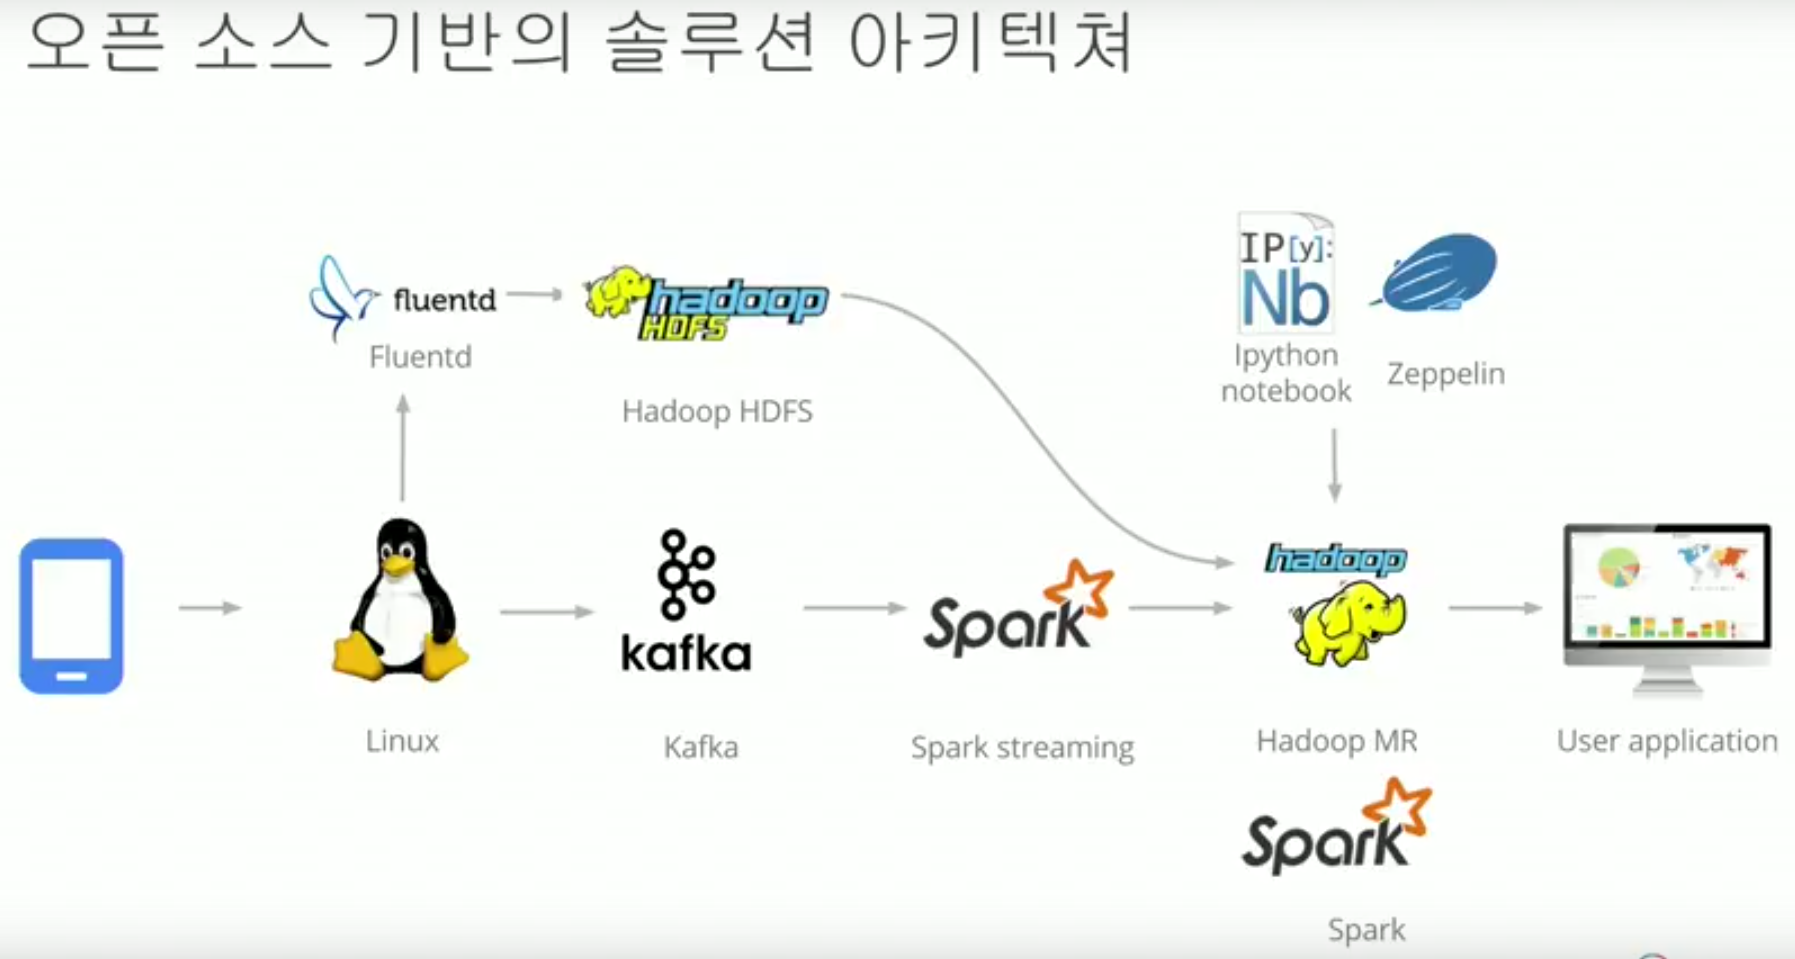 오픈 소스 기반의 솔루션 아키텍쳐
fluentd
Fluentd
hadoop
HDFS
Hadoop HDFS
IP[y]:
Nb
Ipython
notebook
Zeppelin
Linux
kafka
Kafka
Spark
Spark streaming
hadoop
Hadoop MR
User application
Spark
Spark